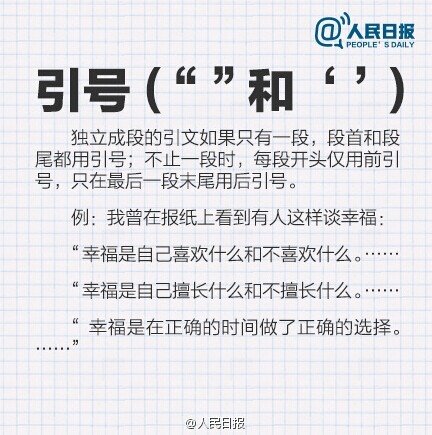 @人民日报
PEOPLE'S DAILY
引号(“ ”和‘ ’)
独立成段的引文如果只有一段，段首和段
尾都用引号；不止一段时，每段开头仅用前引
号，只在最后一段末尾用后引号。
例：我曾在报纸上看到有人这样谈幸福：
“幸福是自己喜欢什么和不喜欢什么。……
“幸福是自己擅长什么和不擅长什么。……
“ 幸福是在正确的时间做了正确的选择。
……”
@人民日报